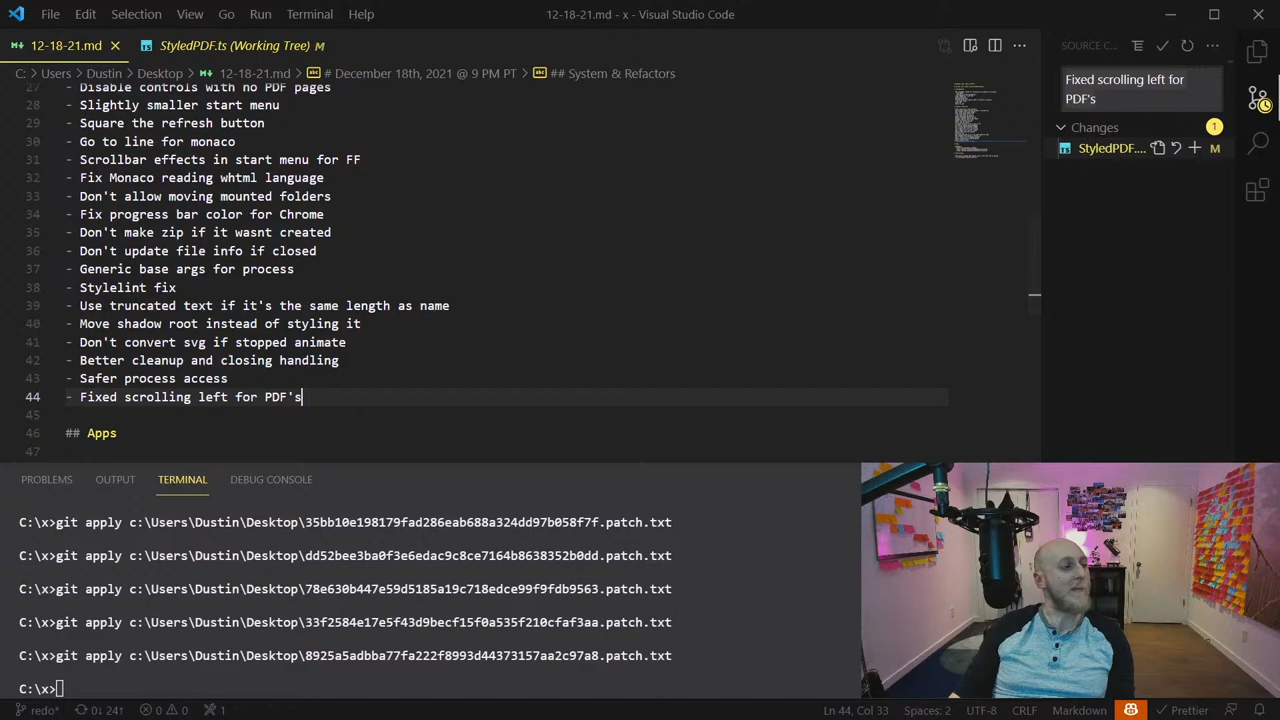 File Edit Selection View Go Run Terminal Help
12-18-21.md - x - Visual Studio Code
12-18-21.md
StyledPDF.ts (Working Tree) M
C: > Users > Dustin > Desktop > 12-18-21.md > # December 18th, 2021 @ 9 PM PT > ## System & Refactors
27 - Disable controls with no PDF pages
28 - Slightly smaller start menu
29 - Square the refresh button
30 - Go to line for monaco
31 - Scrollbar effects in start menu for FF
32 - Fix Monaco reading whtml language
33 - Don't allow moving mounted folders
34 - Fix progress bar color for Chrome
35 - Don't make zip if it wasnt created
36 - Don't update file info if closed
37 - Generic base args for process
38 - Stylelint fix
39 - Use truncated text if it's the same length as name
40 - Move shadow root instead of styling it
41 - Don't convert svg if stopped animate
42 - Better cleanup and closing handling
43 - Safer process access
44 - Fixed scrolling left for PDF's
45
46 ## Apps
47
SOURCE C...
Fixed scrolling left for
PDF's
Changes 1
TS StyledPDF.... M
PROBLEMS OUTPUT TERMINAL DEBUG CONSOLE
C:\x>git apply c:\Users\Dustin\Desktop\35bb10e198179fad286eab688a324dd97b058f7f.patch.txt
C:\x>git apply c:\Users\Dustin\Desktop\dd52bee3ba0f3e6edac9c8ce7164b8638352b0dd.patch.txt
C:\x>git apply c:\Users\Dustin\Desktop\78e630b447e59d5185a19c718edce99f9fdb9563.patch.txt
C:\x>git apply c:\Users\Dustin\Desktop\33f2584e17e5f43d9becf15f0a535f210cfaf3aa.patch.txt
C:\x>git apply c:\Users\Dustin\Desktop\8925a5adbba77fa222f8993d44373157aa2c97a8.patch.txt
C:\x>
redo* 0↓ 24↑ 0 0 1
Ln 44, Col 33 Spaces: 2 UTF-8 CRLF Markdown Prettier